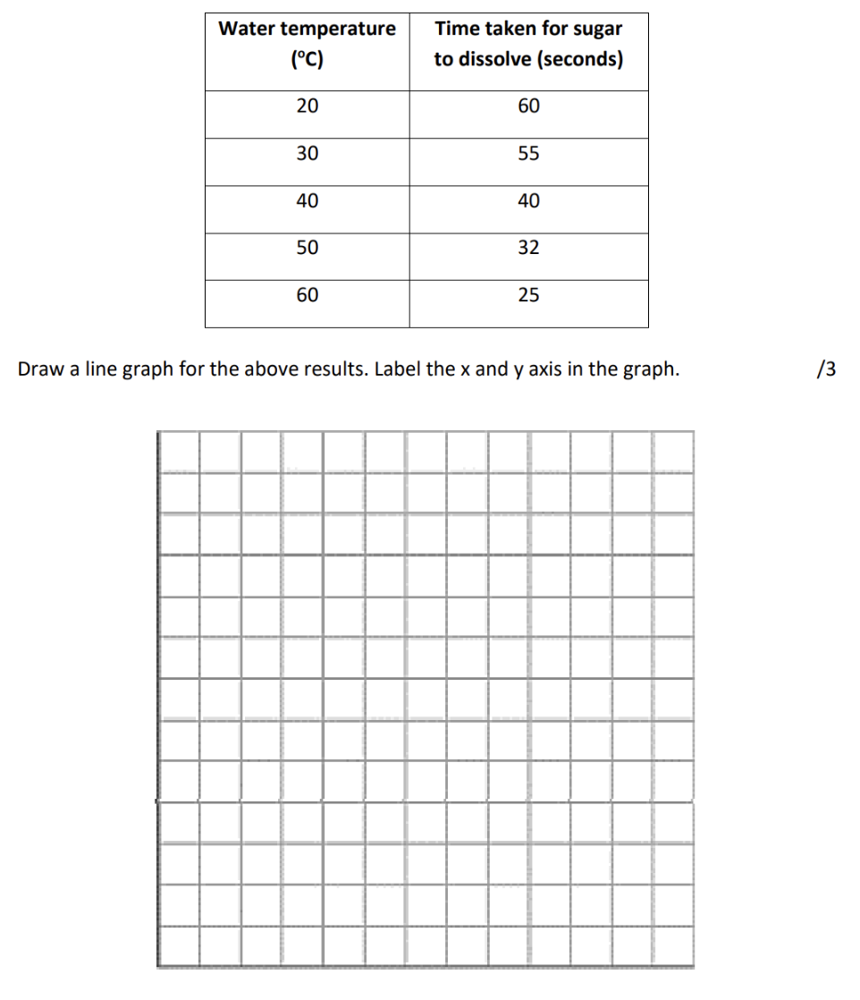 Water temperature Time taken for sugar
(ºC) to dissolve (seconds)
20 60
30 55
40 40
50 32
60 25
Draw a line graph for the above results. Label the x and y axis in the graph. /3